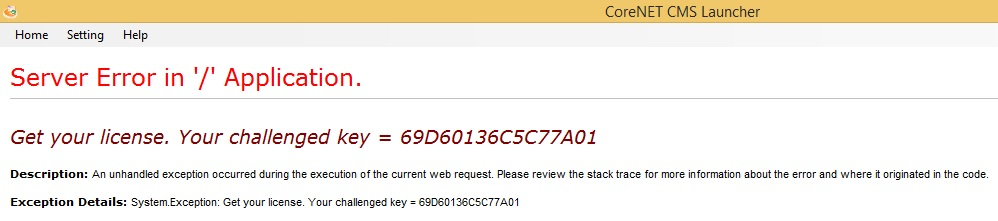 CoreNET CMS Launcher
Home Setting Help
Server Error in '/' Application.
Get your license. Your challenged key = 69D60136C5C77A01
Description: An unhandled exception occurred during the execution of the current web request. Please review the stack trace for more information about the error and where it originated in the code.
Exception Details: System.Exception: Get your license. Your challenged key = 69D60136C5C77A01